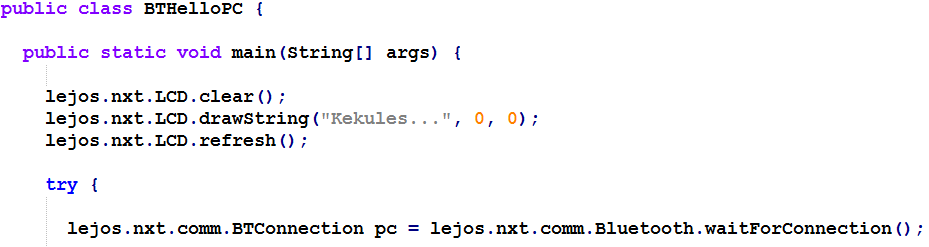 public class BTHelloPC {
public static void main(String[] args) {
lejos.nxt.LCD.clear();
lejos.nxt.LCD.drawString("Kekules...", 0, 0);
lejos.nxt.LCD.refresh();
try {
lejos.nxt.comm.BTConnection pc = lejos.nxt.comm.Bluetooth.waitForConnection();